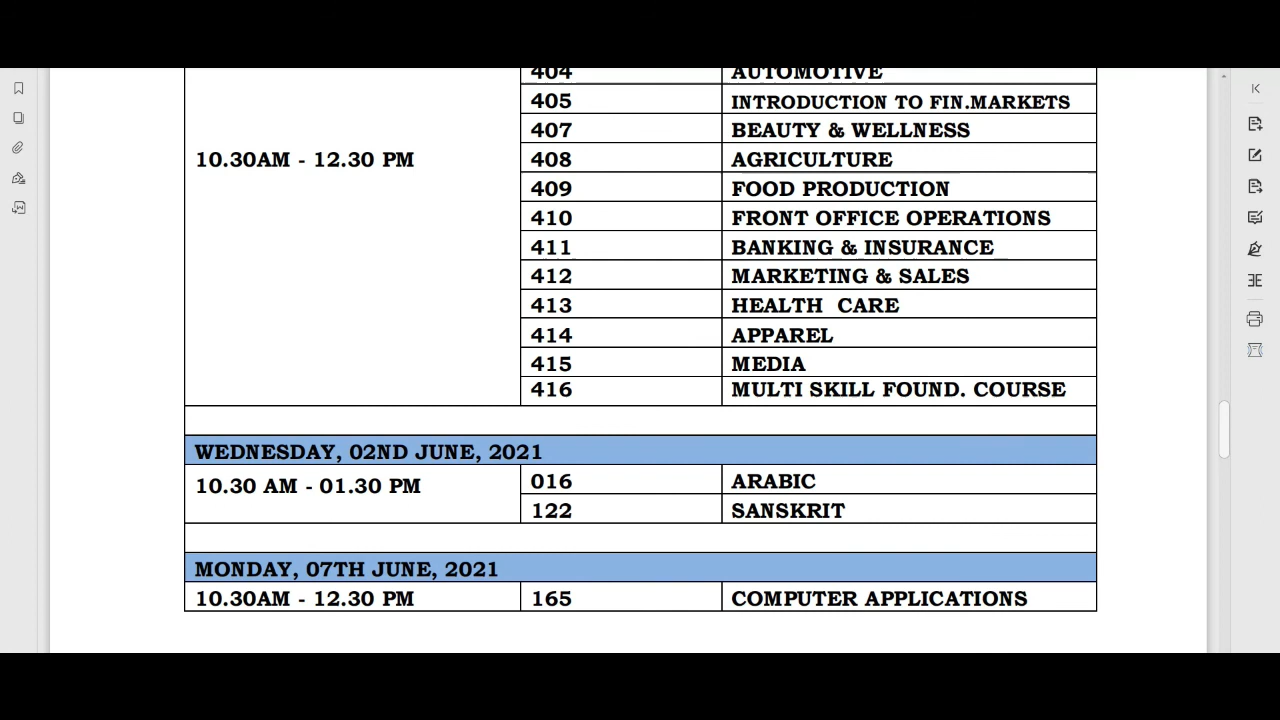 404 AUTOMOTIVE
405 INTRODUCTION TO FIN.MARKETS
407 BEAUTY & WELLNESS
10.30AM - 12.30 PM 408 AGRICULTURE
409 FOOD PRODUCTION
410 FRONT OFFICE OPERATIONS
411 BANKING & INSURANCE
412 MARKETING & SALES
413 HEALTH CARE
414 APPAREL
415 MEDIA
416 MULTI SKILL FOUND. COURSE
WEDNESDAY, 02ND JUNE, 2021
10.30 AM - 01.30 PM 016 ARABIC
122 SANSKRIT
MONDAY, 07TH JUNE, 2021
10.30AM - 12.30 PM 165 COMPUTER APPLICATIONS